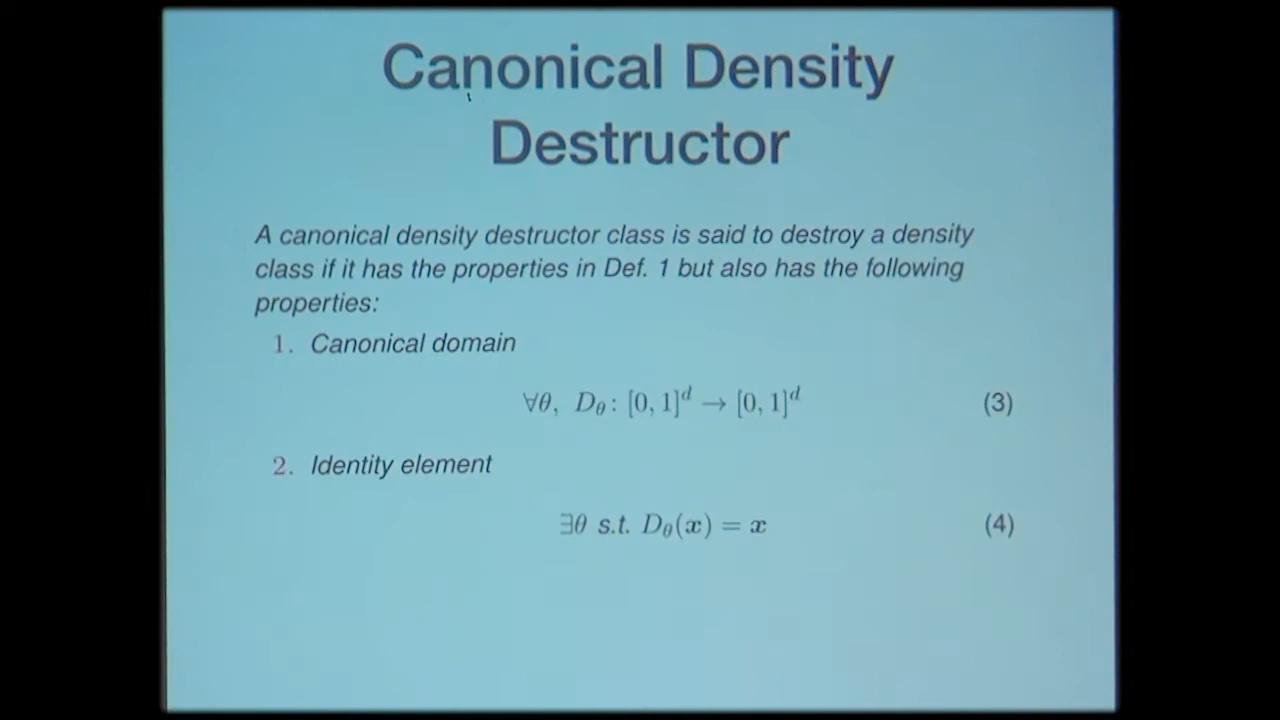 Canonical Density
Destructor
A canonical density destructor class is said to destroy a density
class if it has the properties in Def. 1 but also has the following
properties:
1. Canonical domain
∀θ, D_θ : [0, 1]^d → [0, 1]^d (3)
2. Identity element
∃θ s.t. D_θ(x) = x (4)